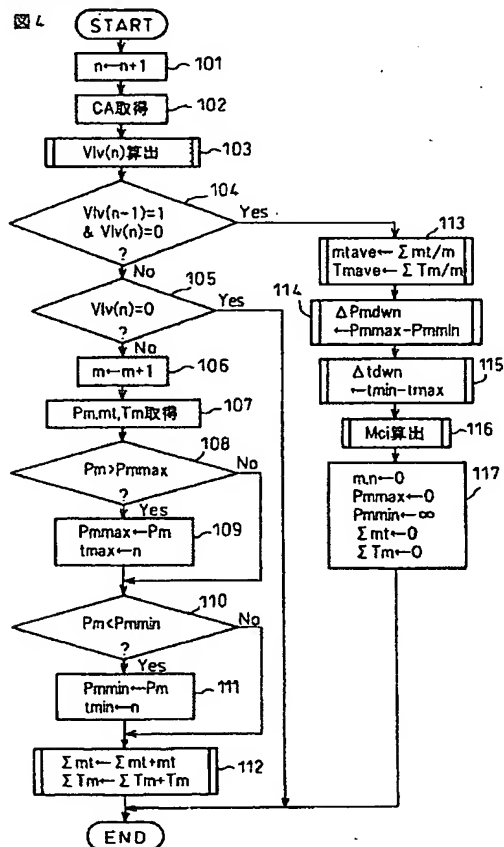 図4
START
n←n+1
101
CA取得
102
Vlv(n)算出
103
104
Vlv(n-1)=1
& Vlv(n)=0
?
Yes
No
105
Vlv(n)=0
?
Yes
No
106
m←m+1
Pm,mt,Tm取得
107
108
Pm>Pmmax
?
No
Yes
Pmmax←Pm
tmax←n
109
110
Pm<Pmmin
?
No
Yes
Pmmin←Pm
tmin←n
111
Σmt←Σmt+mt
ΣTm←ΣTm+Tm
112
END
113
mtave←Σmt/m
Tmave←ΣTm/m
114
ΔPmdwn
←Pmmax-Pmmin
Δtdwn
←tmin-tmax
115
Mci算出
116
m,n←0
Pmmax←0
Pmmin←∞
Σmt←0
ΣTm←0
117